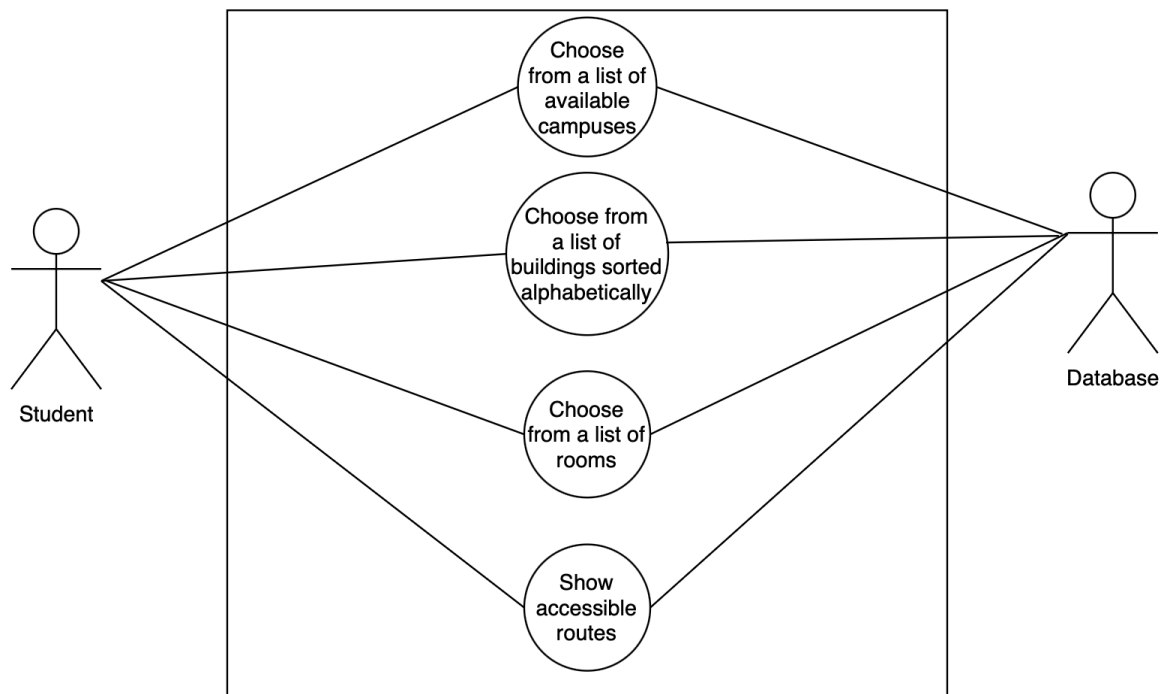 Choose
from a list of
available
campuses
Choose from
a list of
buildings sorted
alphabetically
Student
Database
Choose
from a list of
rooms
Show
accessible
routes